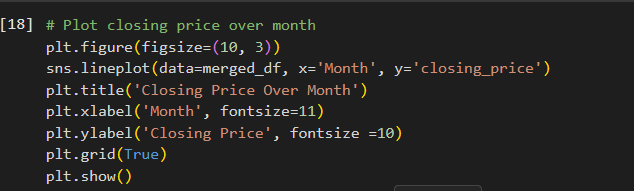 [18] # Plot closing price over month
plt.figure(figsize=(10, 3))
sns.lineplot(data=merged_df, x='Month', y='closing_price')
plt.title('Closing Price Over Month')
plt.xlabel('Month', fontsize=11)
plt.ylabel('Closing Price', fontsize =10)
plt.grid(True)
plt.show()